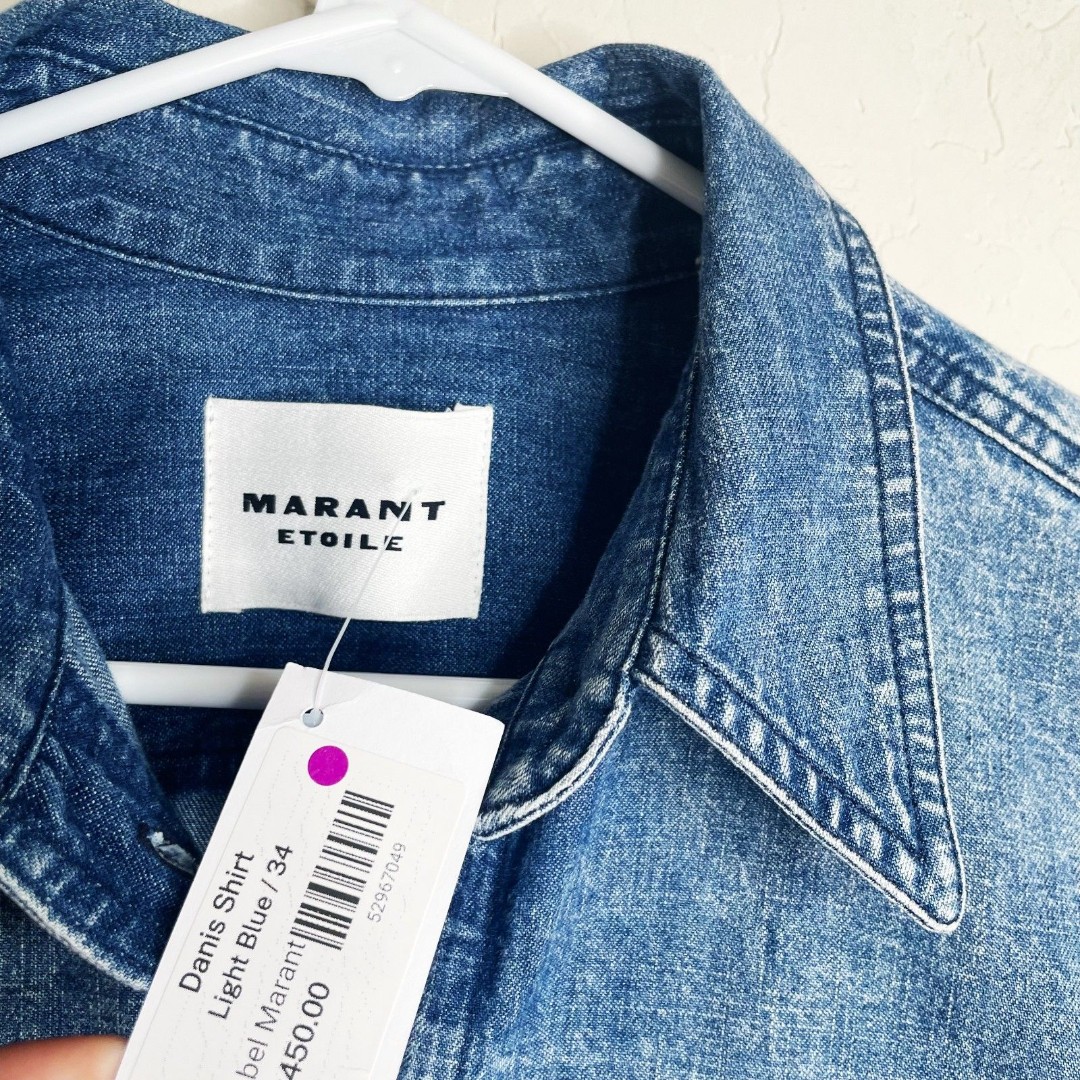 MARANT
ETOILE
Danis Shirt
Light Blue / 34
bel Marant
450.00
52967049